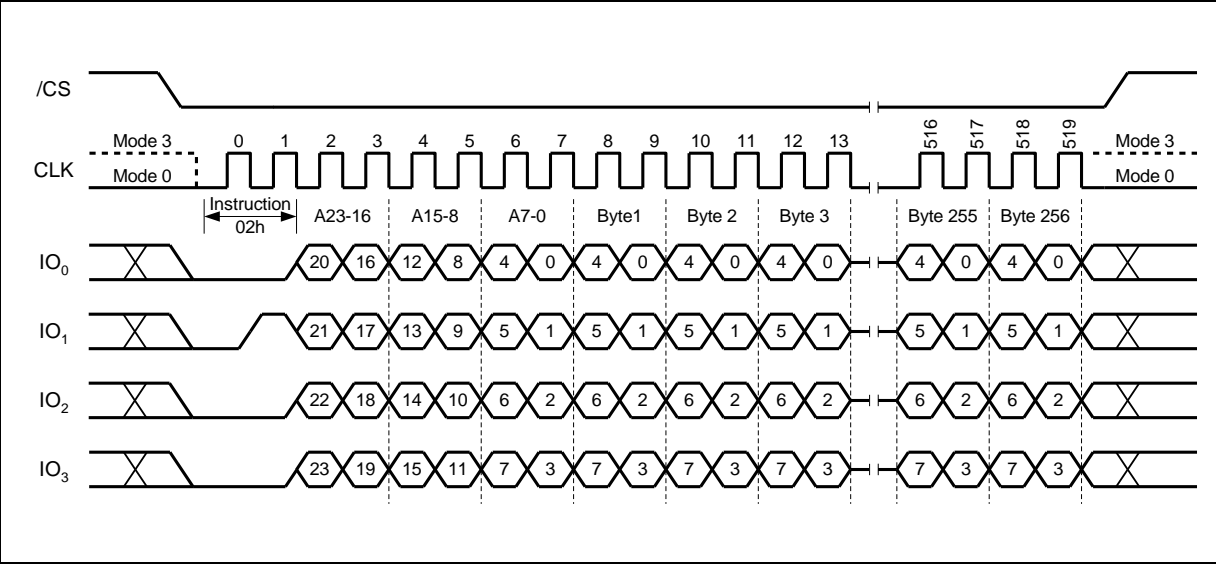 /CS
Mode 3 0 1 2 3 4 5 6 7 8 9 10 11 12 13 516 517 518 519 Mode 3
CLK
Mode 0 Mode 0
Instruction A23-16 A15-8 A7-0 Byte1 Byte 2 Byte 3 Byte 255 Byte 256
02h
IO0 20 16 12 8 4 0 4 0 4 0 4 0 4 0 4 0
IO1 21 17 13 9 5 1 5 1 5 1 5 1 5 1 5 1
IO2 22 18 14 10 6 2 6 2 6 2 6 2 6 2 6 2
IO3 23 19 15 11 7 3 7 3 7 3 7 3 7 3 7 3